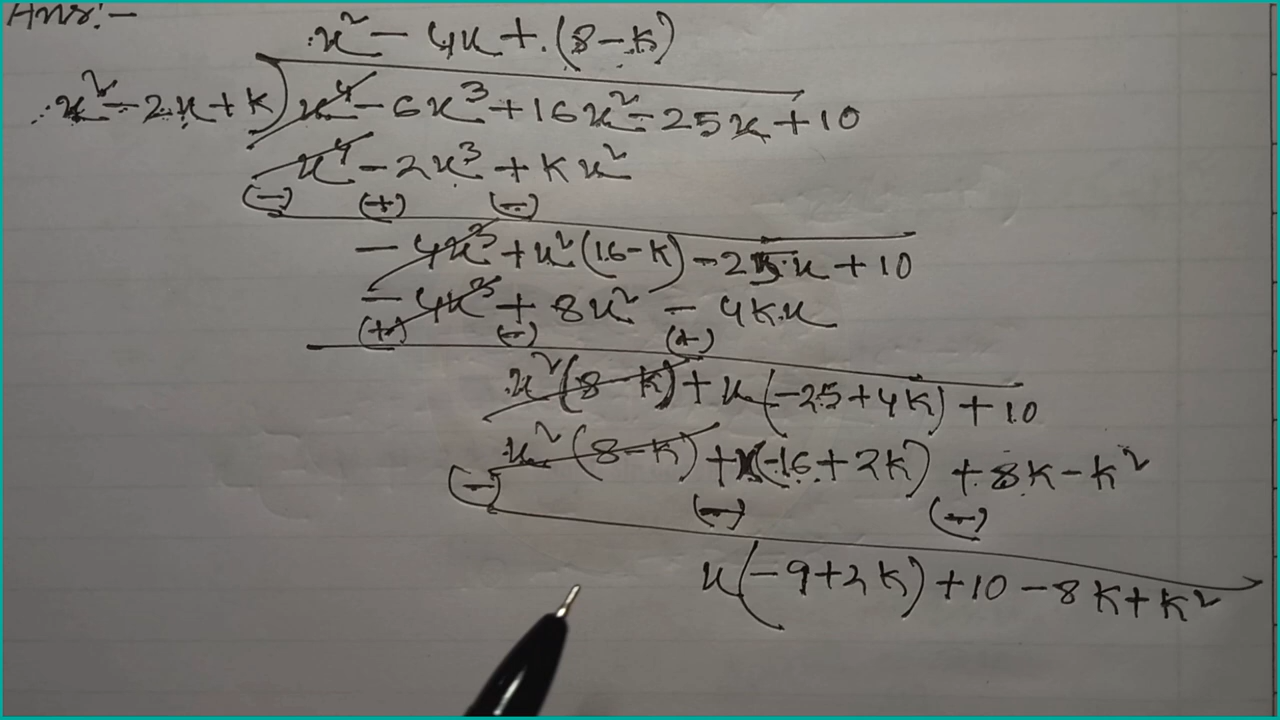 Ans:-
x² - 4x + (8-k)
x² - 2x + k) x⁴ - 6x³ + 16x² - 25x + 10
x⁴ - 2x³ + kx²
(-) (+) (-)
- 4x³ + x²(16-k) - 25x + 10
- 4x³ + 8x² - 4kx
(+) (-) (+)
x²(8-k) + x(-25+4k) + 10
x²(8-k) + x(-16+2k) + 8k - k²
(-) (-) (-)
x(-9+2k) + 10 - 8k + k²